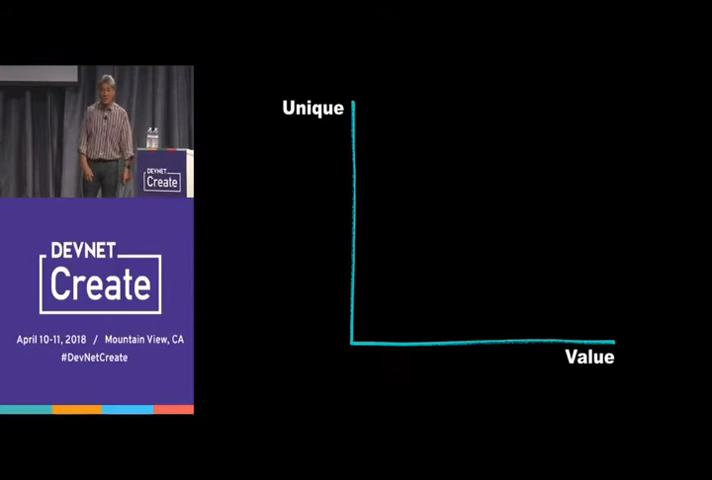 DEVNET
Create
DEVNET
Create
April 10-11, 2018 / Mountain View, CA
#DevNetCreate
Unique
Value